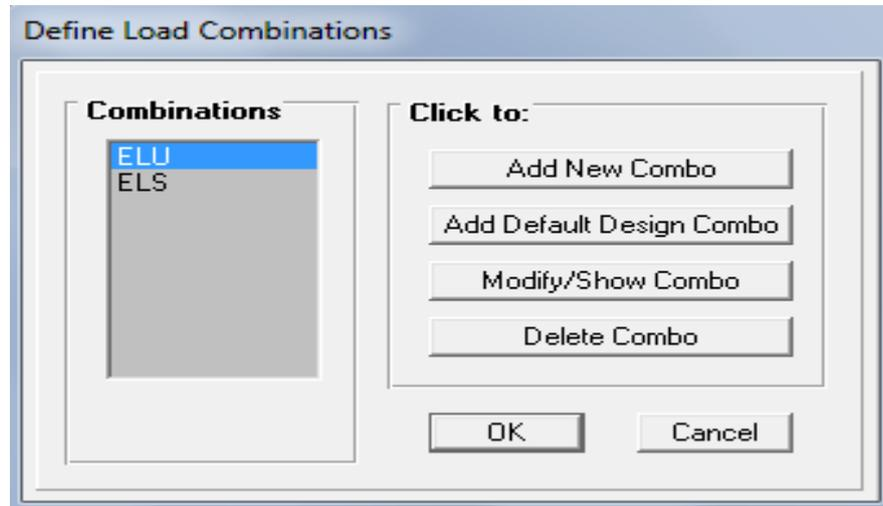 Define Load Combinations
Combinations
ELU
ELS
Click to:
Add New Combo
Add Default Design Combo
Modify/Show Combo
Delete Combo
OK
Cancel